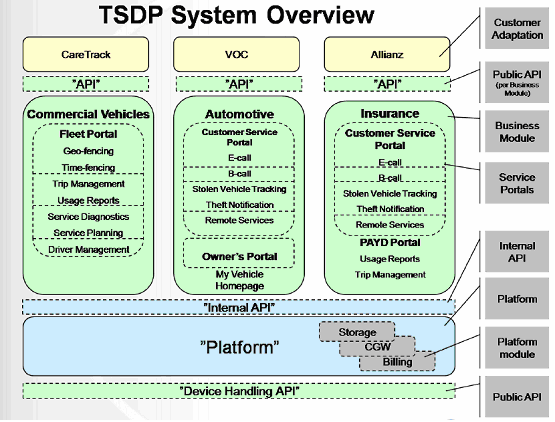 TSDP System Overview
CareTrack
VOC
Allianz
Customer
Adaptation
"API"
"API"
"API"
Public API
(per Business
Module)
Commercial Vehicles
Fleet Portal
Geo-fencing
Time-fencing
Trip Management
Usage Reports
Service Diagnostics
Service Planning
Driver Management
Automotive
Customer Service
Portal
E-call
B-call
Stolen Vehicle Tracking
Theft Notification
Remote Services
Owner's Portal
My Vehicle
Homepage
Insurance
Customer Service
Portal
E-call
B-call
Stolen Vehicle Tracking
Theft Notification
Remote Services
PAYD Portal
Usage Reports
Trip Management
Business
Module
Service
Portals
Internal
API
"Internal API"
Platform
"Platform"
Storage
CGW
Billing
Platform
module
"Device Handling API"
Public API